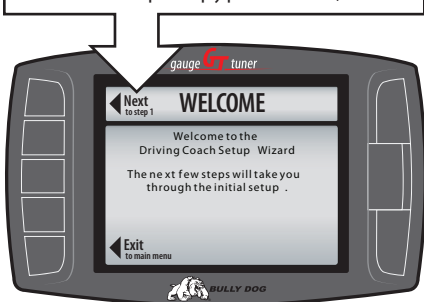 gauge GT tuner
Next
to step 1
WELCOME
Welcome to the
Driving Coach Setup Wizard
The ne xt few steps will take you
through the initial setup .
Exit
to main menu
BULLY DOG